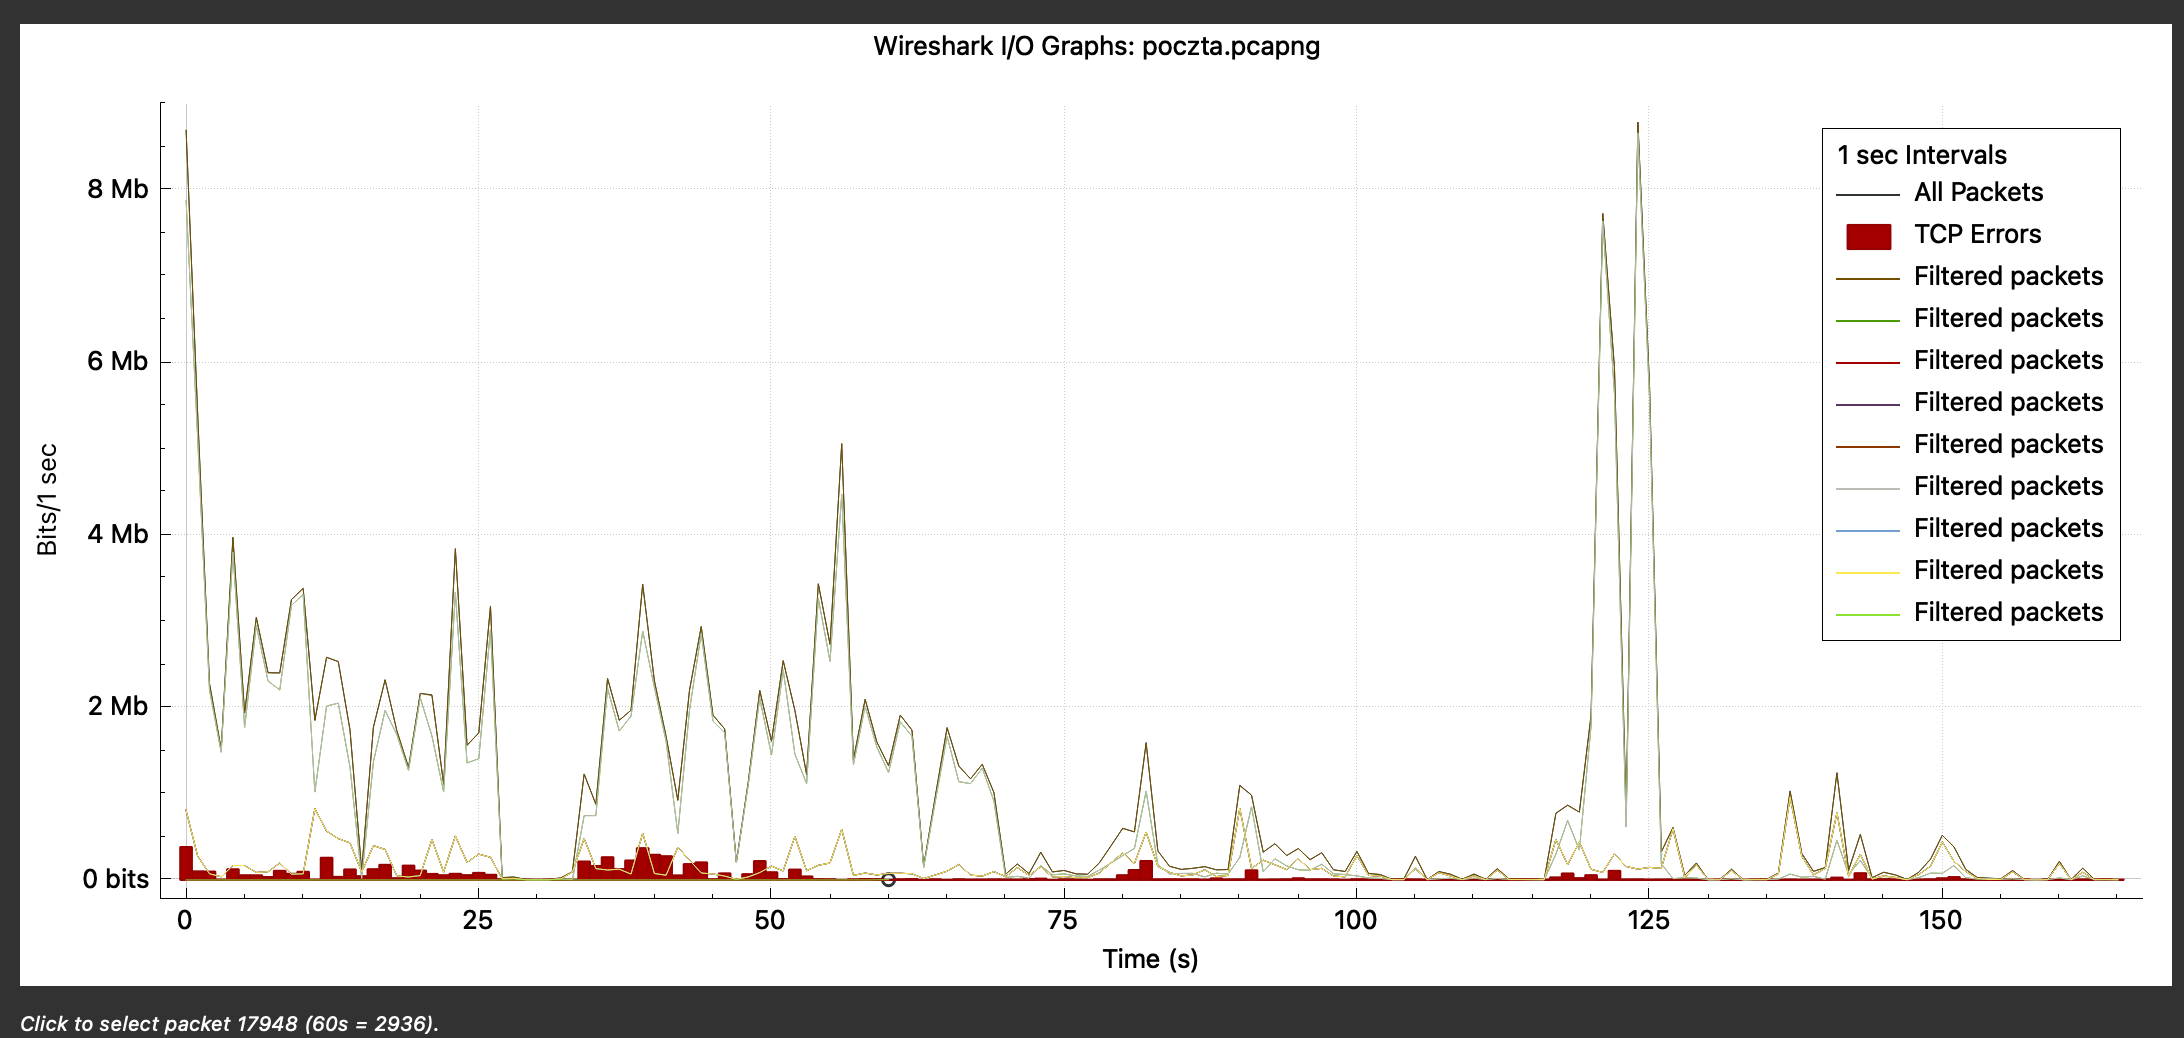 Wireshark I/O Graphs: poczta.pcapng
8 Mb
6 Mb
4 Mb
2 Mb
0 bits
Bits/1 sec
0 25 50 75 100 125 150
Time (s)
1 sec Intervals
All Packets
TCP Errors
Filtered packets
Filtered packets
Filtered packets
Filtered packets
Filtered packets
Filtered packets
Filtered packets
Filtered packets
Filtered packets
Click to select packet 17948 (60s = 2936).